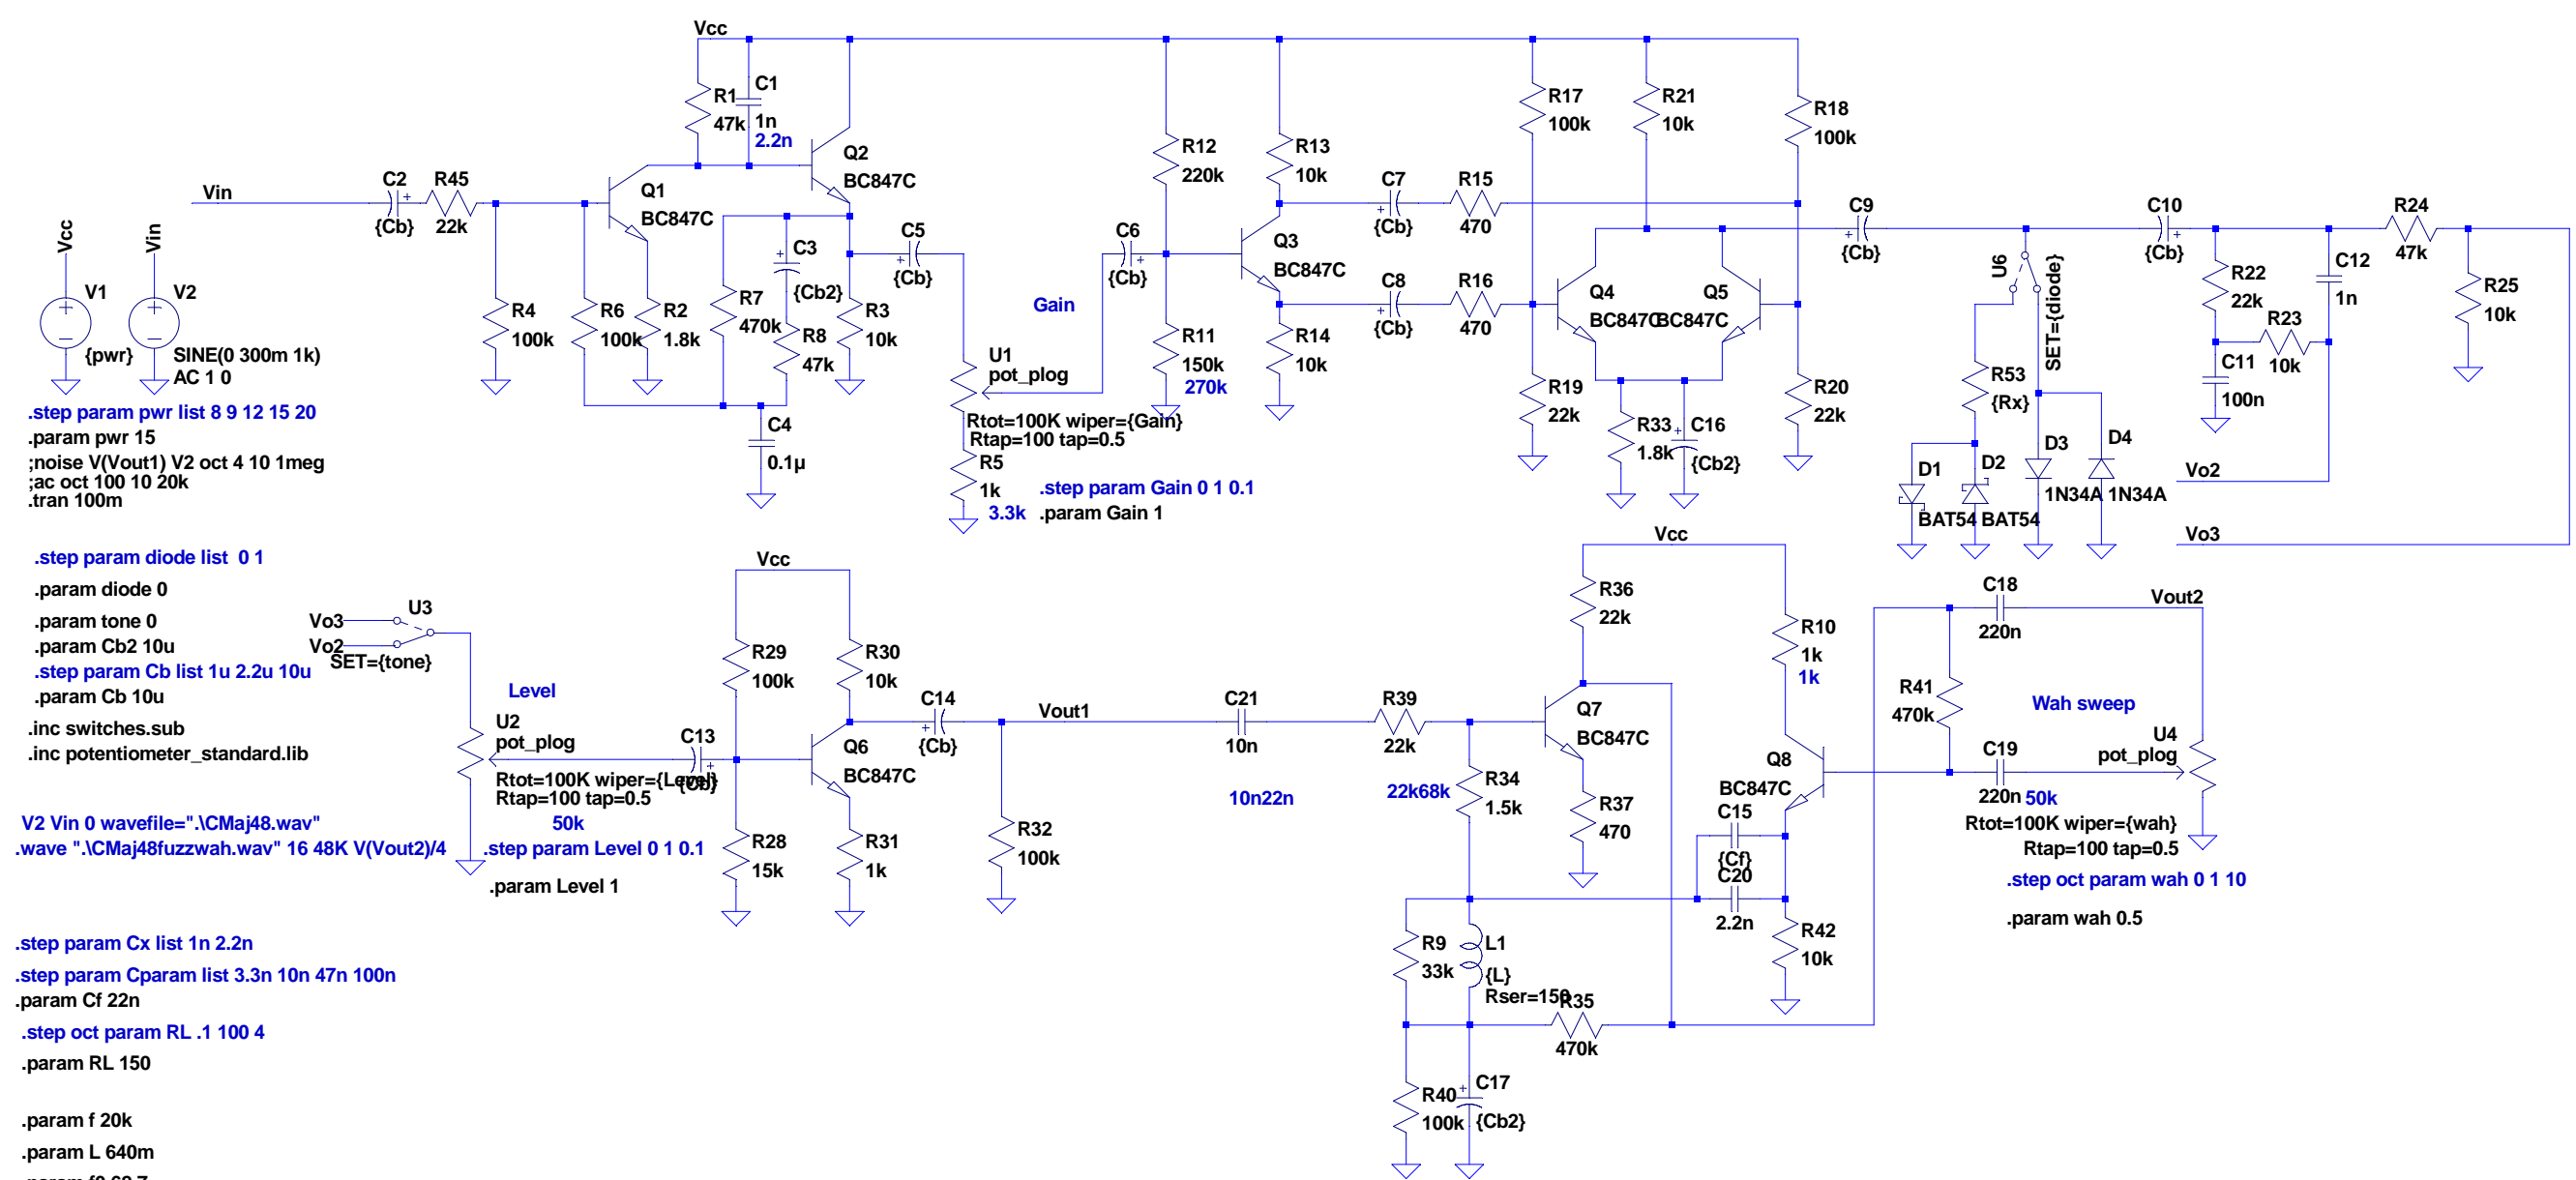 Vcc
R1
47k
C1
1n
2.2n
Q2
BC847C
Vin
C2
{Cb}
R45
22k
Q1
BC847C
R4
100k
R6
100k
R2
1.8k
R7
470k
C3
{Cb2}
R8
47k
R3
10k
C4
0.1µ
C5
{Cb}
U1
pot_plog
Rtot=100K wiper={Gain}
Rtap=100 tap=0.5
R5
1k
3.3k
Gain
.step param Gain 0 1 0.1
.param Gain 1
C6
{Cb}
R12
220k
R11
150k
270k
R13
10k
Q3
BC847C
R14
10k
C7
{Cb}
R15
470
C8
{Cb}
R16
470
R17
100k
R21
10k
R18
100k
Q4
BC847C
Q5
BC847C
R19
22k
R20
22k
R33
1.8k
C16
{Cb2}
C9
{Cb}
U6
SET={diode}
R53
{Rx}
D1
BAT54
D2
BAT54
D3
1N34A
D4
1N34A
C10
{Cb}
R22
22k
R23
10k
C11
100n
C12
1n
R24
47k
R25
10k
Vo2
Vo3
Vcc
V1
{pwr}
Vin
V2
SINE(0 300m 1k)
AC 1 0
.step param pwr list 8 9 12 15 20
.param pwr 15
;noise V(Vout1) V2 oct 4 10 1meg
;ac oct 100 10 20k
.tran 100m
.step param diode list  0 1
.param diode 0
.param tone 0
.param Cb2 10u
.step param Cb list 1u 2.2u 10u
.param Cb 10u
.inc switches.sub
.inc potentiometer_standard.lib
V2 Vin 0 wavefile=".\CMaj48.wav"
.wave ".\CMaj48fuzzwah.wav" 16 48K V(Vout2)/4
.step param Cx list 1n 2.2n
.step param Cparam list 3.3n 10n 47n 100n
.param Cf 22n
.step oct param RL .1 100 4
.param RL 150
.param f 20k
.param L 640m
Vo3
Vo2
U3
SET={tone}
Level
U2
pot_plog
Rtot=100K wiper={Level}
Rtap=100 tap=0.5
50k
.step param Level 0 1 0.1
.param Level 1
C13
{Cb}
Vcc
R29
100k
R30
10k
Q6
BC847C
R28
15k
R31
1k
C14
{Cb}
R32
100k
Vout1
C21
10n
10n22n
R39
22k
22k68k
R34
1.5k
Vcc
R36
22k
Q7
BC847C
R37
470
R10
1k
1k
Q8
BC847C
C15
{Cf}
C20
2.2n
R42
10k
R9
33k
L1
{L}
Rser=150
R35
470k
R40
100k
C17
{Cb2}
C18
220n
Vout2
R41
470k
Wah sweep
C19
220n
U4
pot_plog
50k
Rtot=100K wiper={wah}
Rtap=100 tap=0.5
.step oct param wah 0 1 10
.param wah 0.5